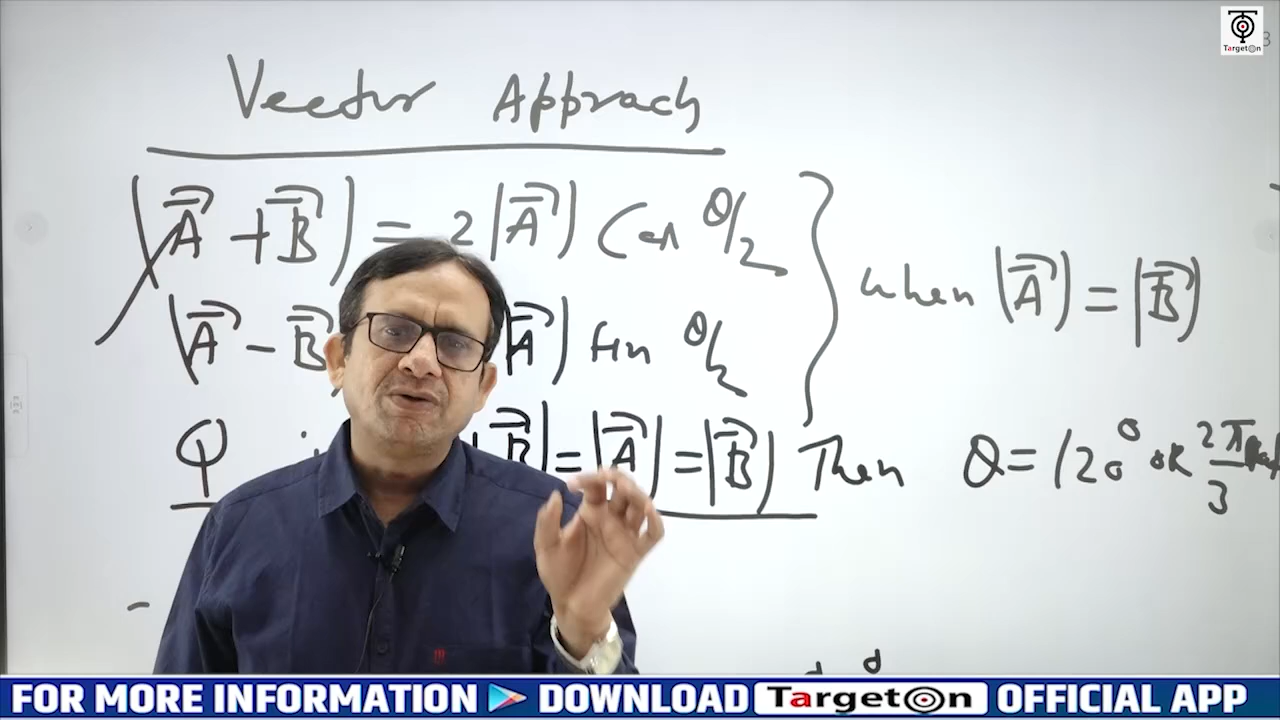 Targeton
3
Vector Approach
|A⃗ + B⃗| = 2 |A⃗| Cos θ/2
|A⃗ - B⃗ |A⃗| sin θ/2
when |A⃗| = |B⃗|
Q i B⃗| = |A⃗| = |B⃗| Then θ = 120° or 2π/3
FOR MORE INFORMATION DOWNLOAD Targeton OFFICIAL APP